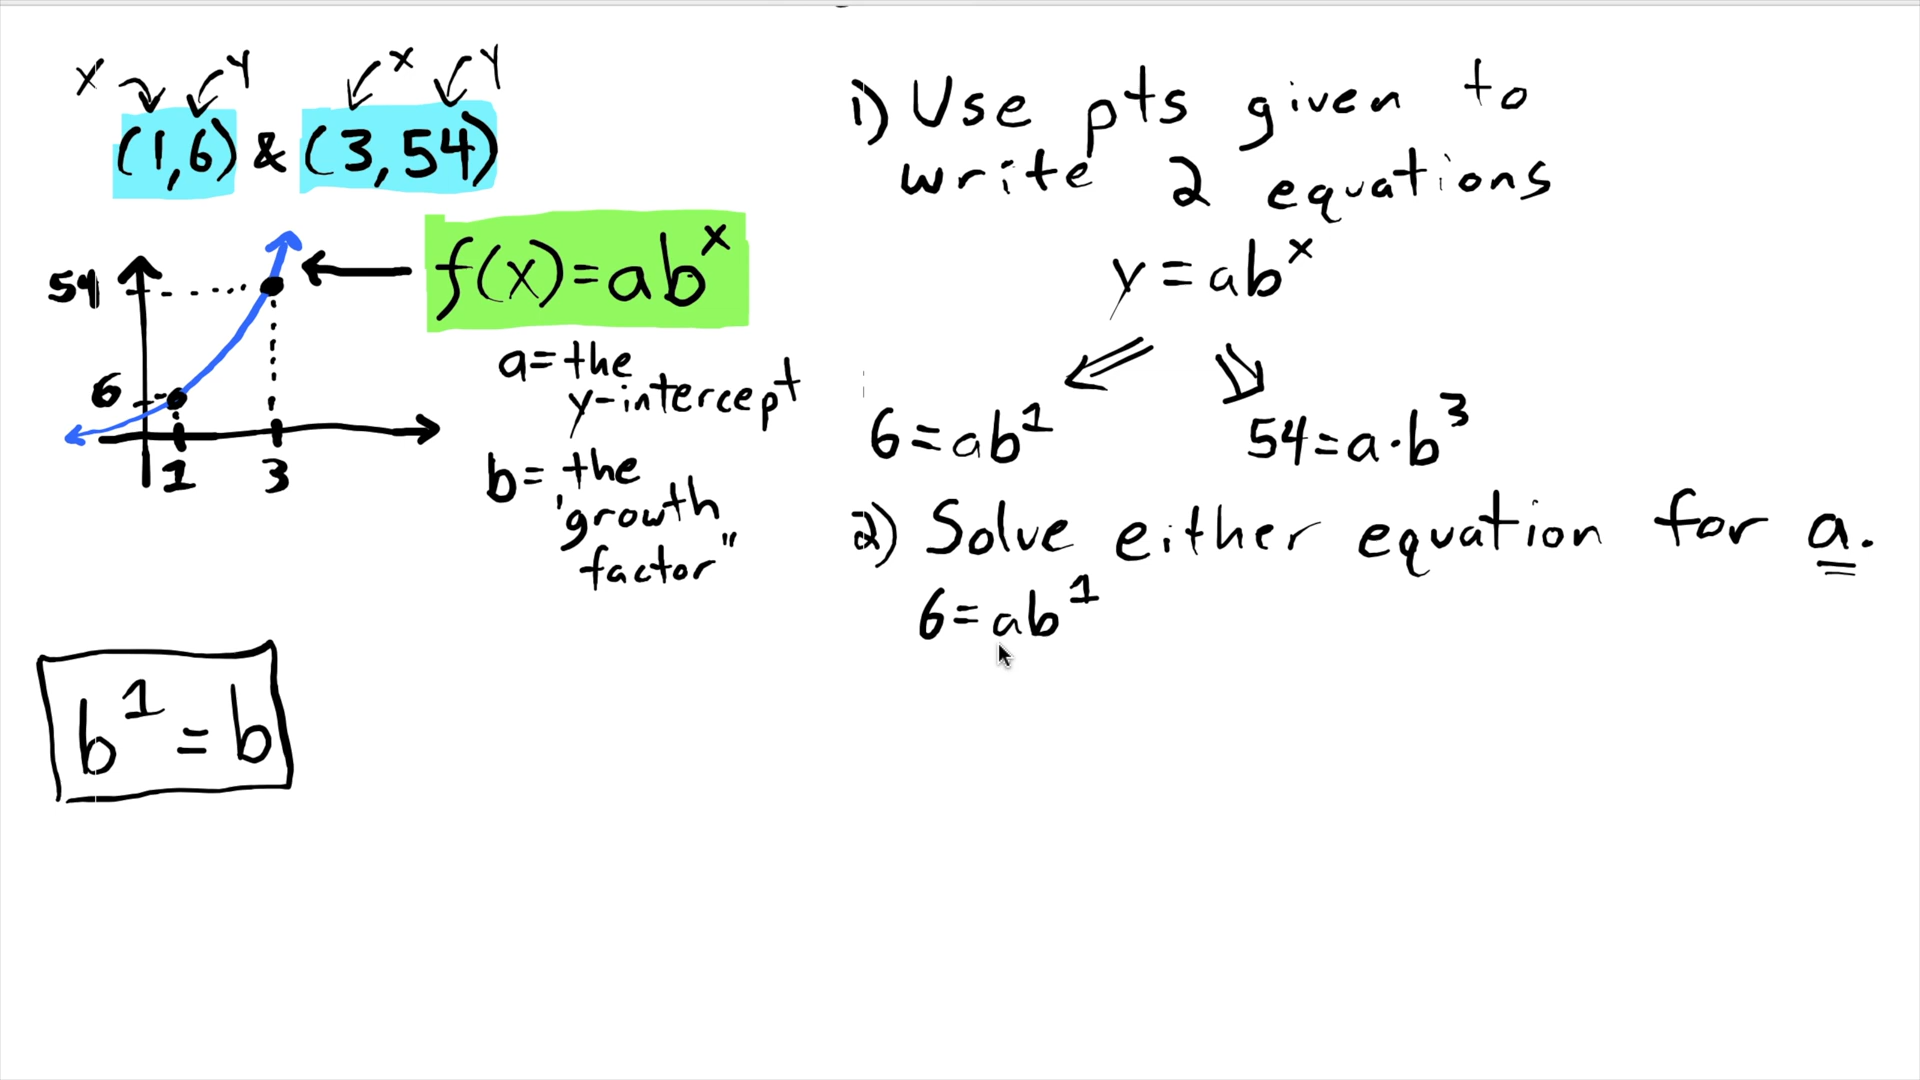 X Y X Y
(1,6) & (3,54)
f(x)=ab^x
54
6
1 3
a=the
y-intercept
b= the
"growth
factor"
b^1 = b
1) Use pts given to
write 2 equations
y=ab^x
6=ab^1 54=a·b^3
2) Solve either equation for a.
6=ab^1